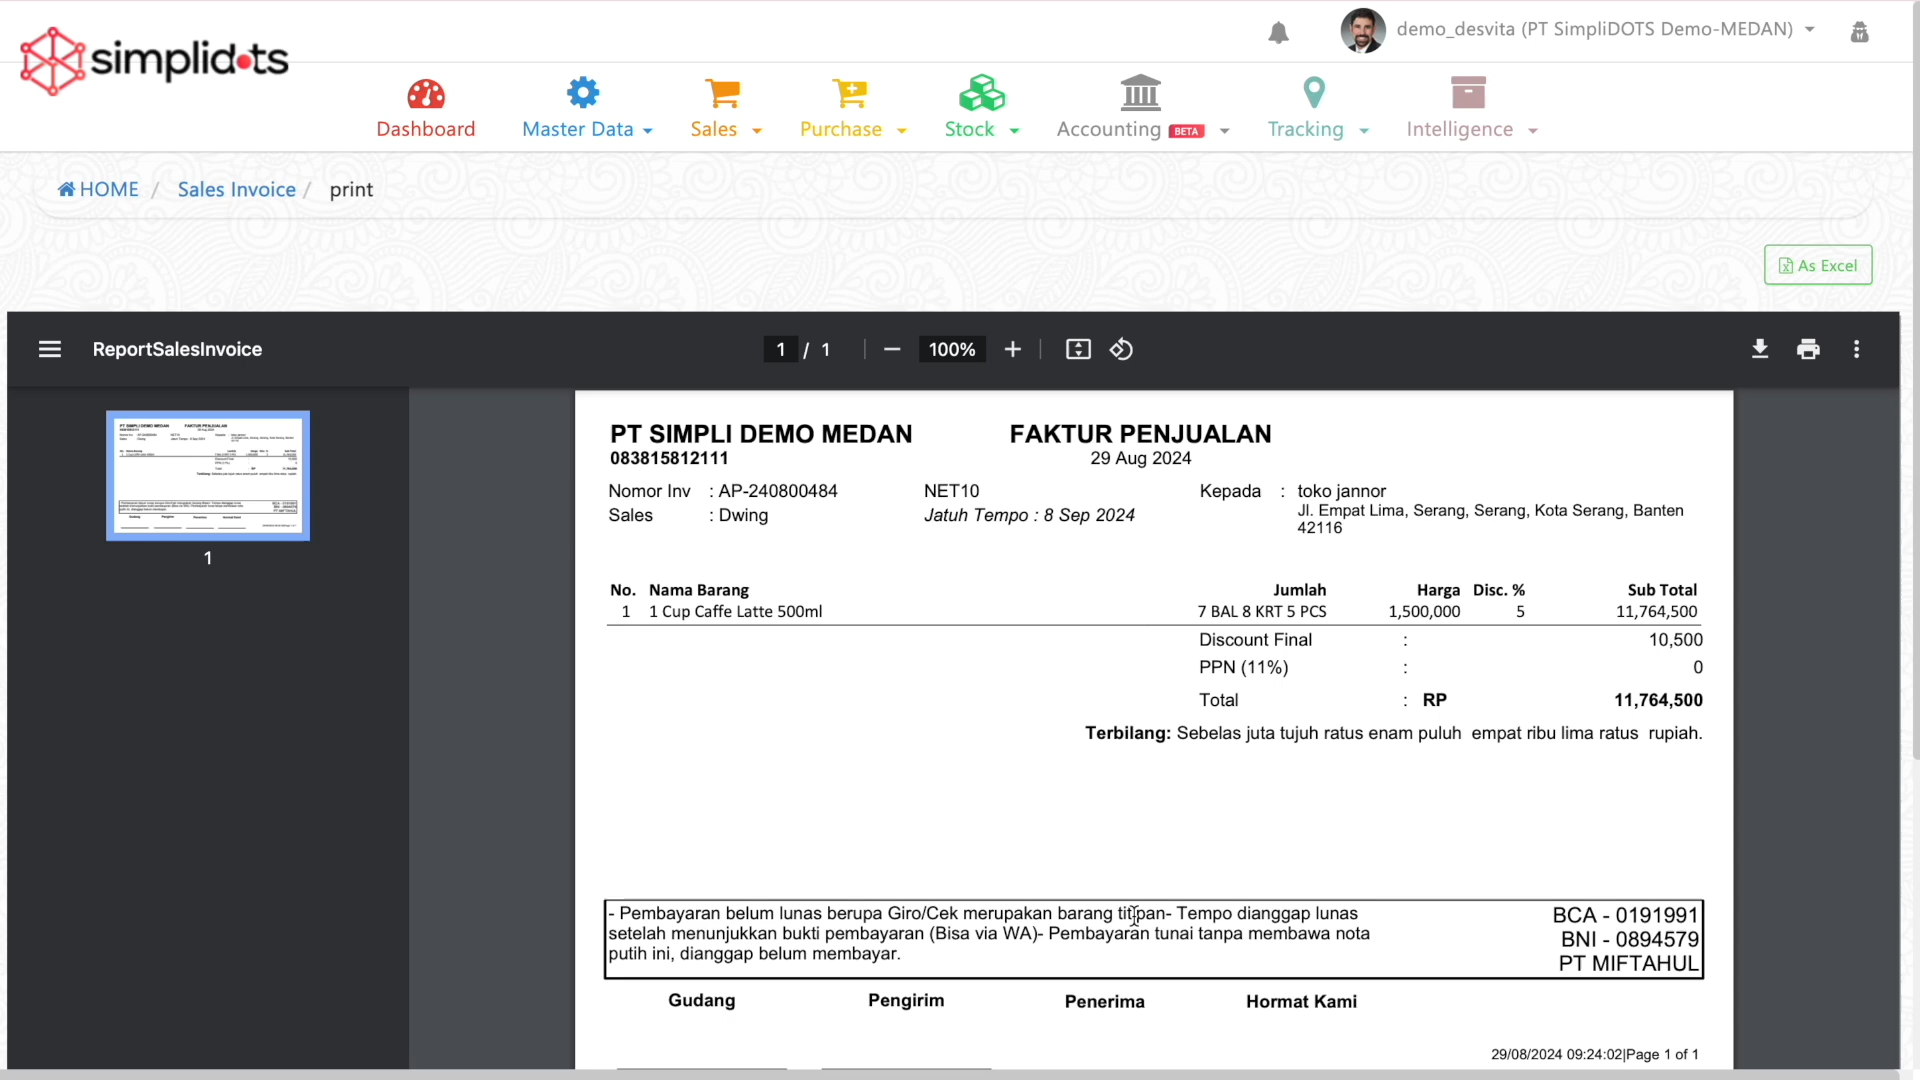 simplidots
demo_desvita (PT SimpliDOTS Demo-MEDAN)
Dashboard
Master Data
Sales
Purchase
Stock
Accounting BETA
Tracking
Intelligence
HOME / Sales Invoice / print
As Excel
ReportSalesInvoice
1 / 1
100%
1
PT SIMPLI DEMO MEDAN
FAKTUR PENJUALAN
083815812111
29 Aug 2024
Nomor Inv : AP-240800484
NET10
Kepada : toko jannor
Sales : Dwing
Jatuh Tempo : 8 Sep 2024
Jl. Empat Lima, Serang, Serang, Kota Serang, Banten
42116
No. Nama Barang Jumlah Harga Disc. % Sub Total
1 1 Cup Caffe Latte 500ml 7 BAL 8 KRT 5 PCS 1,500,000 5 11,764,500
Discount Final : 10,500
PPN (11%) : 0
Total : RP 11,764,500
Terbilang: Sebelas juta tujuh ratus enam puluh empat ribu lima ratus rupiah.
- Pembayaran belum lunas berupa Giro/Cek merupakan barang titipan- Tempo dianggap lunas
setelah menunjukkan bukti pembayaran (Bisa via WA)- Pembayaran tunai tanpa membawa nota
putih ini, dianggap belum membayar.
BCA - 0191991
BNI - 0894579
PT MIFTAHUL
Gudang Pengirim Penerima Hormat Kami
29/08/2024 09:24:02|Page 1 of 1